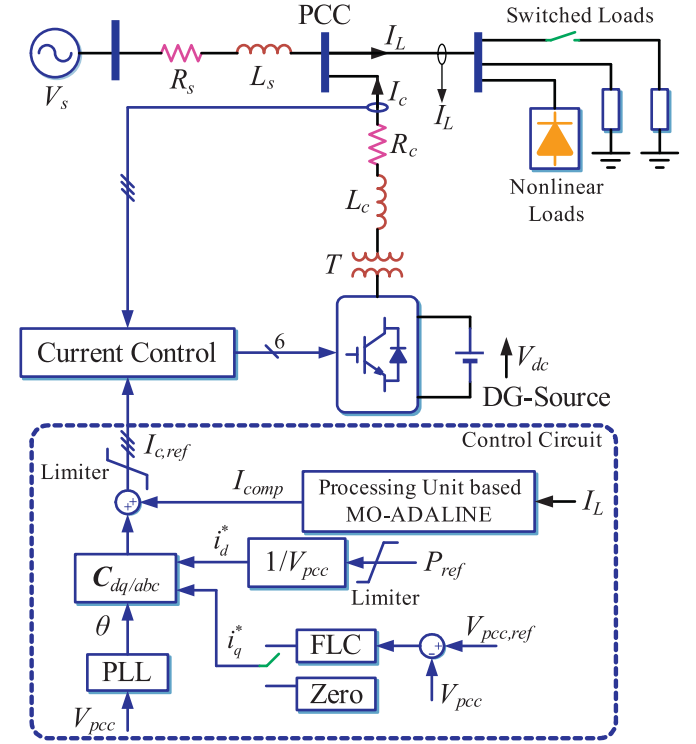 PCC
I_L
Switched Loads
V_s
R_s
L_s
I_c
I_L
R_c
Nonlinear
Loads
L_c
T
Current Control
6
V_dc
DG-Source
I_c,ref
Control Circuit
Limiter
I_comp
Processing Unit based
MO-ADALINE
I_L
++
i_d^*
C_dq/abc
1/V_pcc
P_ref
Limiter
θ
i_q^*
FLC
V_pcc,ref
-
+
PLL
Zero
V_pcc
V_pcc